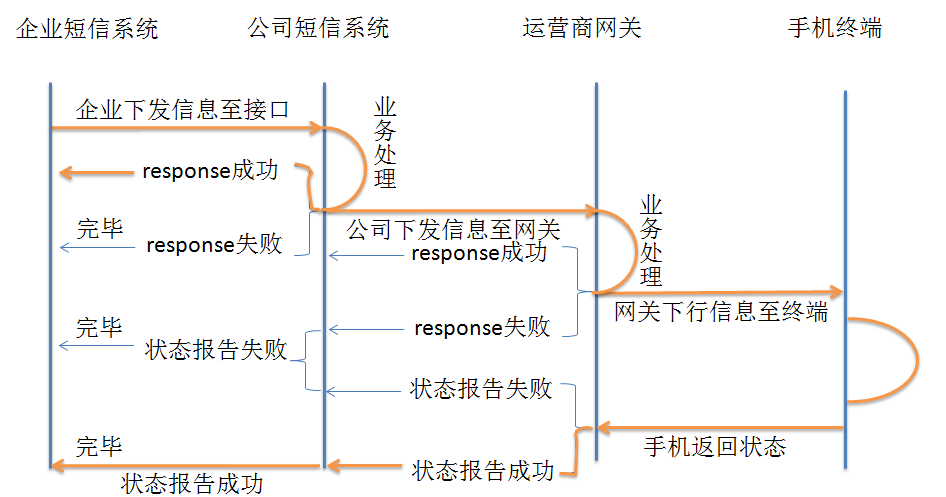 企业短信系统
公司短信系统
运营商网关
手机终端
企业下发信息至接口
业务处理
response成功
公司下发信息至网关
业务处理
完毕
response失败
response成功
网关下行信息至终端
完毕
response失败
状态报告失败
状态报告失败
手机返回状态
完毕
状态报告成功
状态报告成功